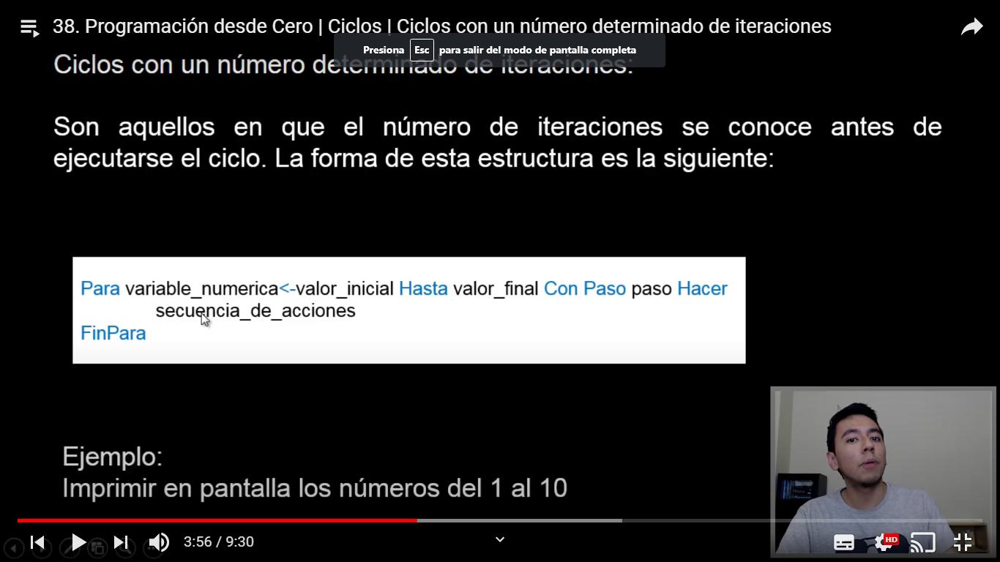 38. Programación desde Cero | Ciclos | Ciclos con un número determinado de iteraciones
Presiona Esc para salir del modo de pantalla completa
Ciclos con un número determinado de iteraciones:
Son aquellos en que el número de iteraciones se conoce antes de
ejecutarse el ciclo. La forma de esta estructura es la siguiente:
Para variable_numerica<-valor_inicial Hasta valor_final Con Paso paso Hacer
secuencia_de_acciones
FinPara
Ejemplo:
Imprimir en pantalla los números del 1 al 10
3:56 / 9:30
HD